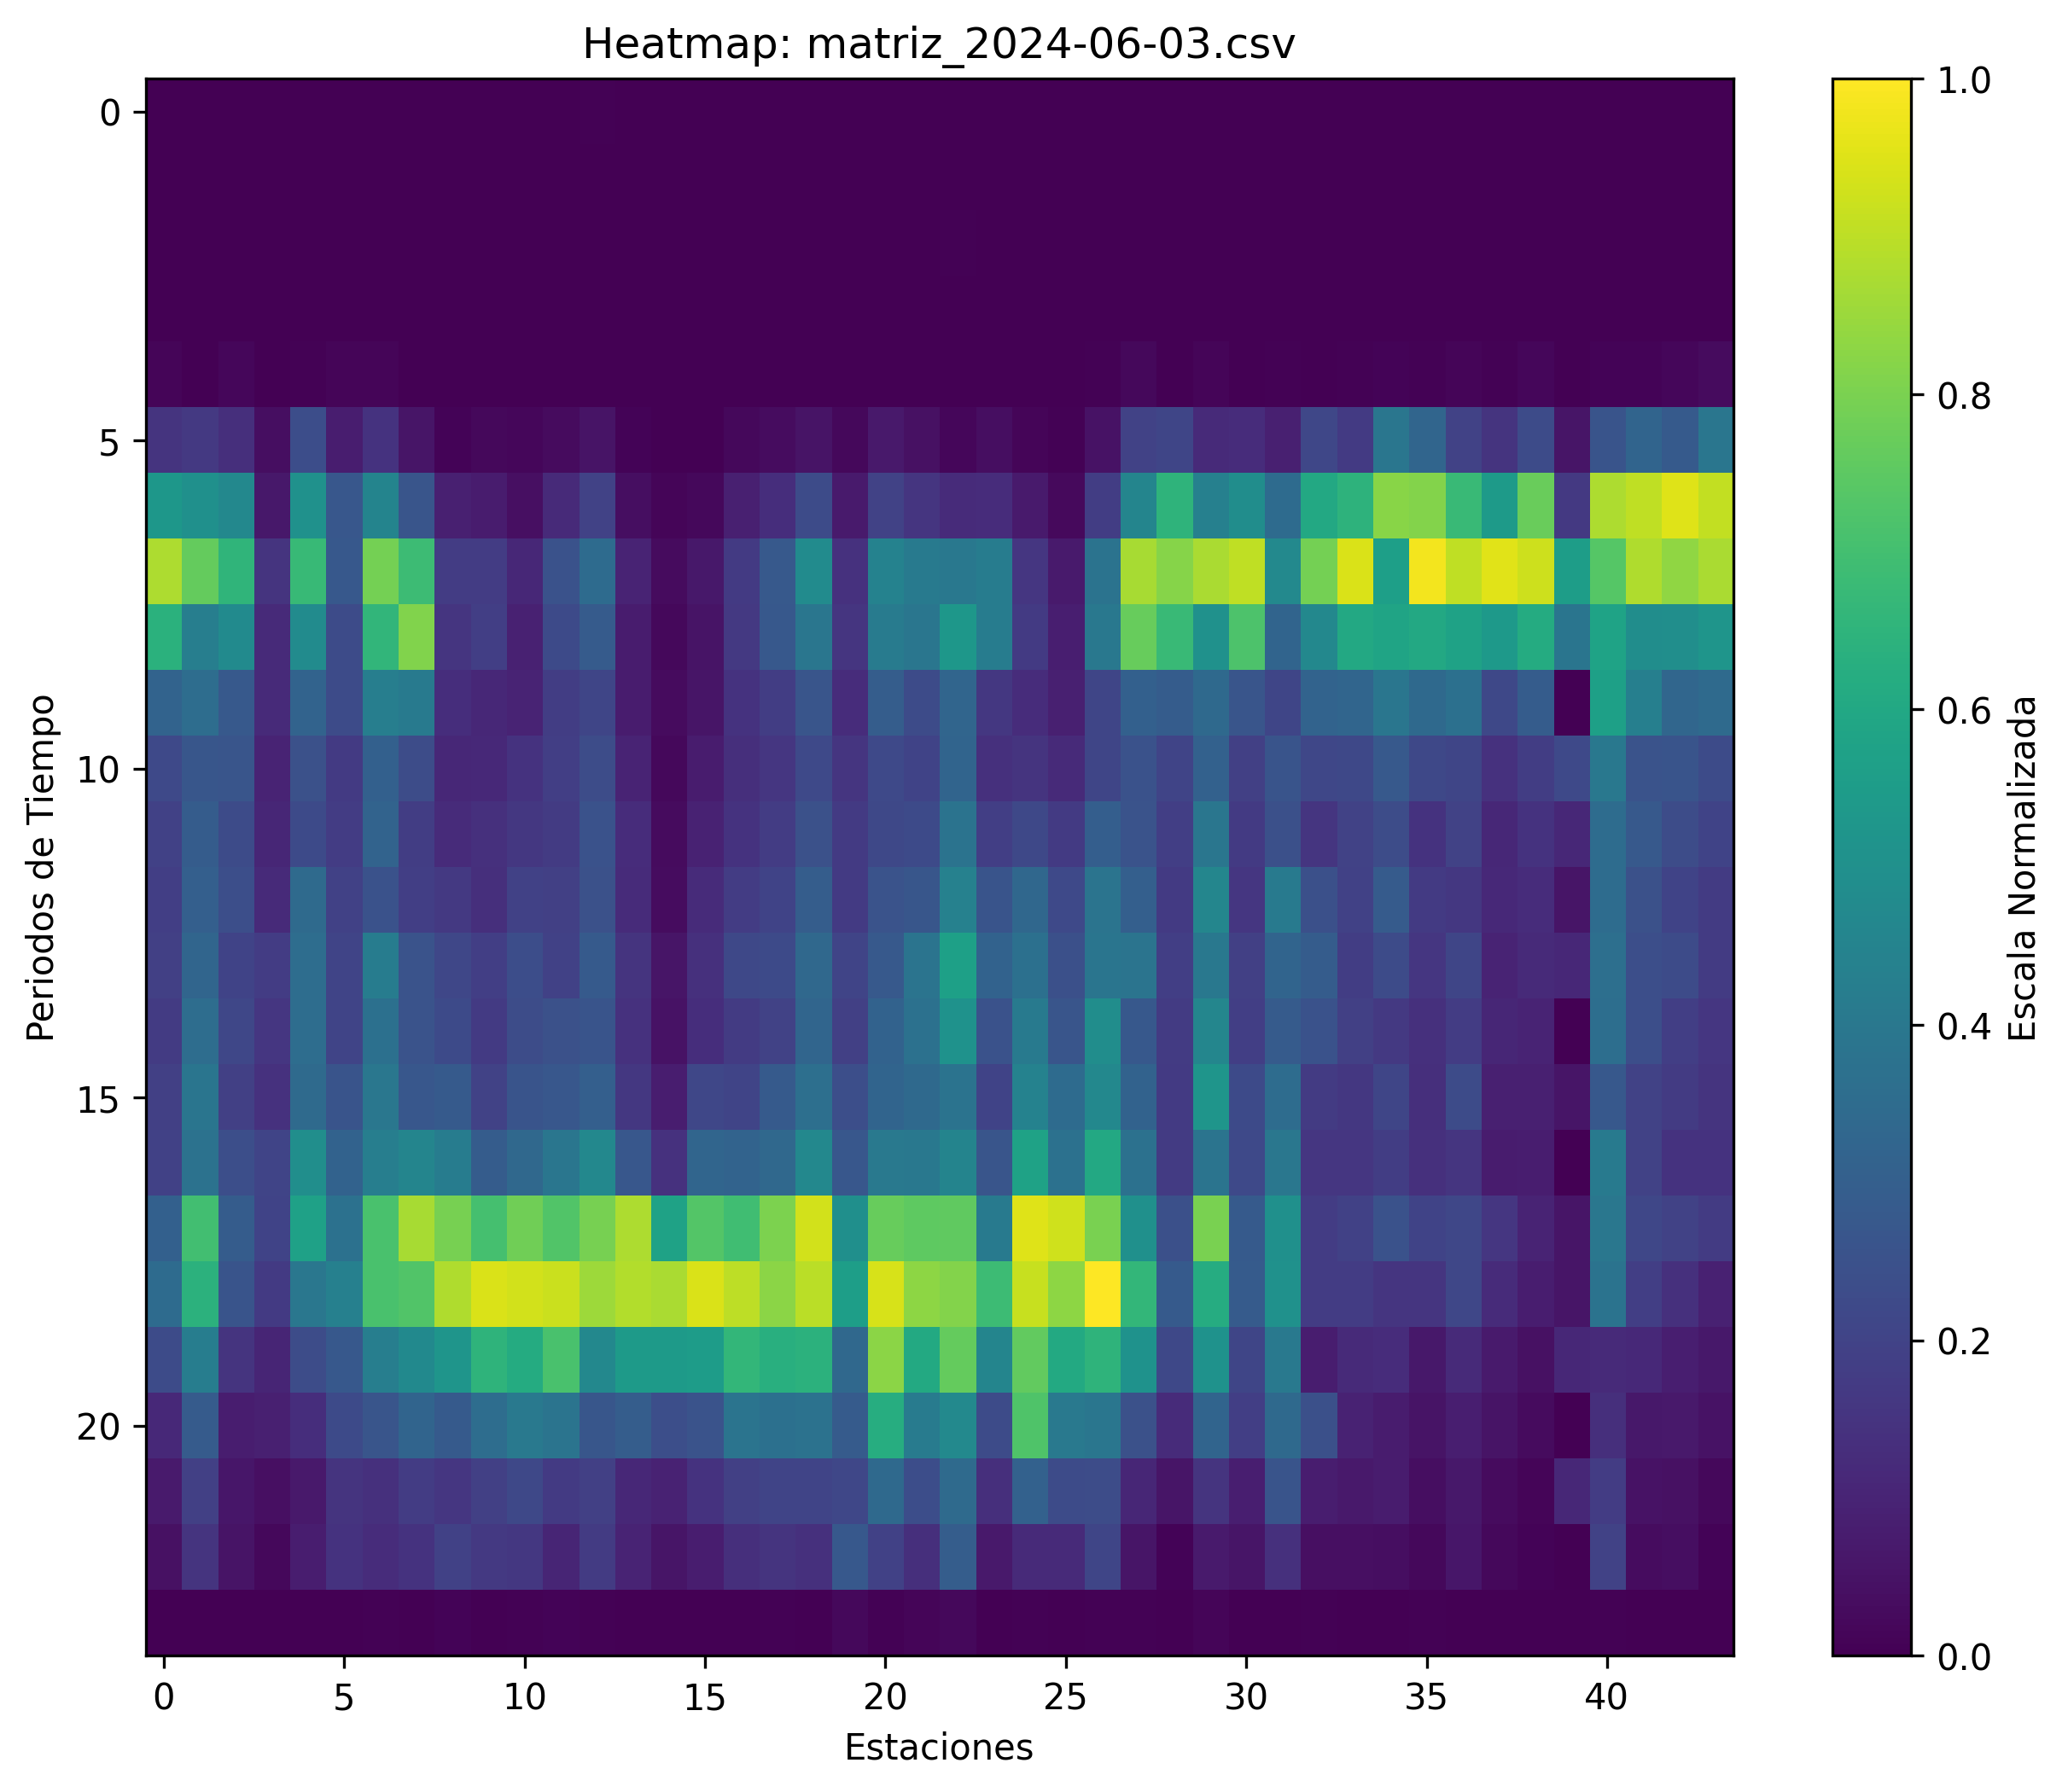 Heatmap: matriz_2024-06-03.csv
Periodos de Tiempo
0
5
10
15
20
0 5 10 15 20 25 30 35 40
Estaciones
1.0
0.8
0.6
0.4
0.2
0.0
Escala Normalizada